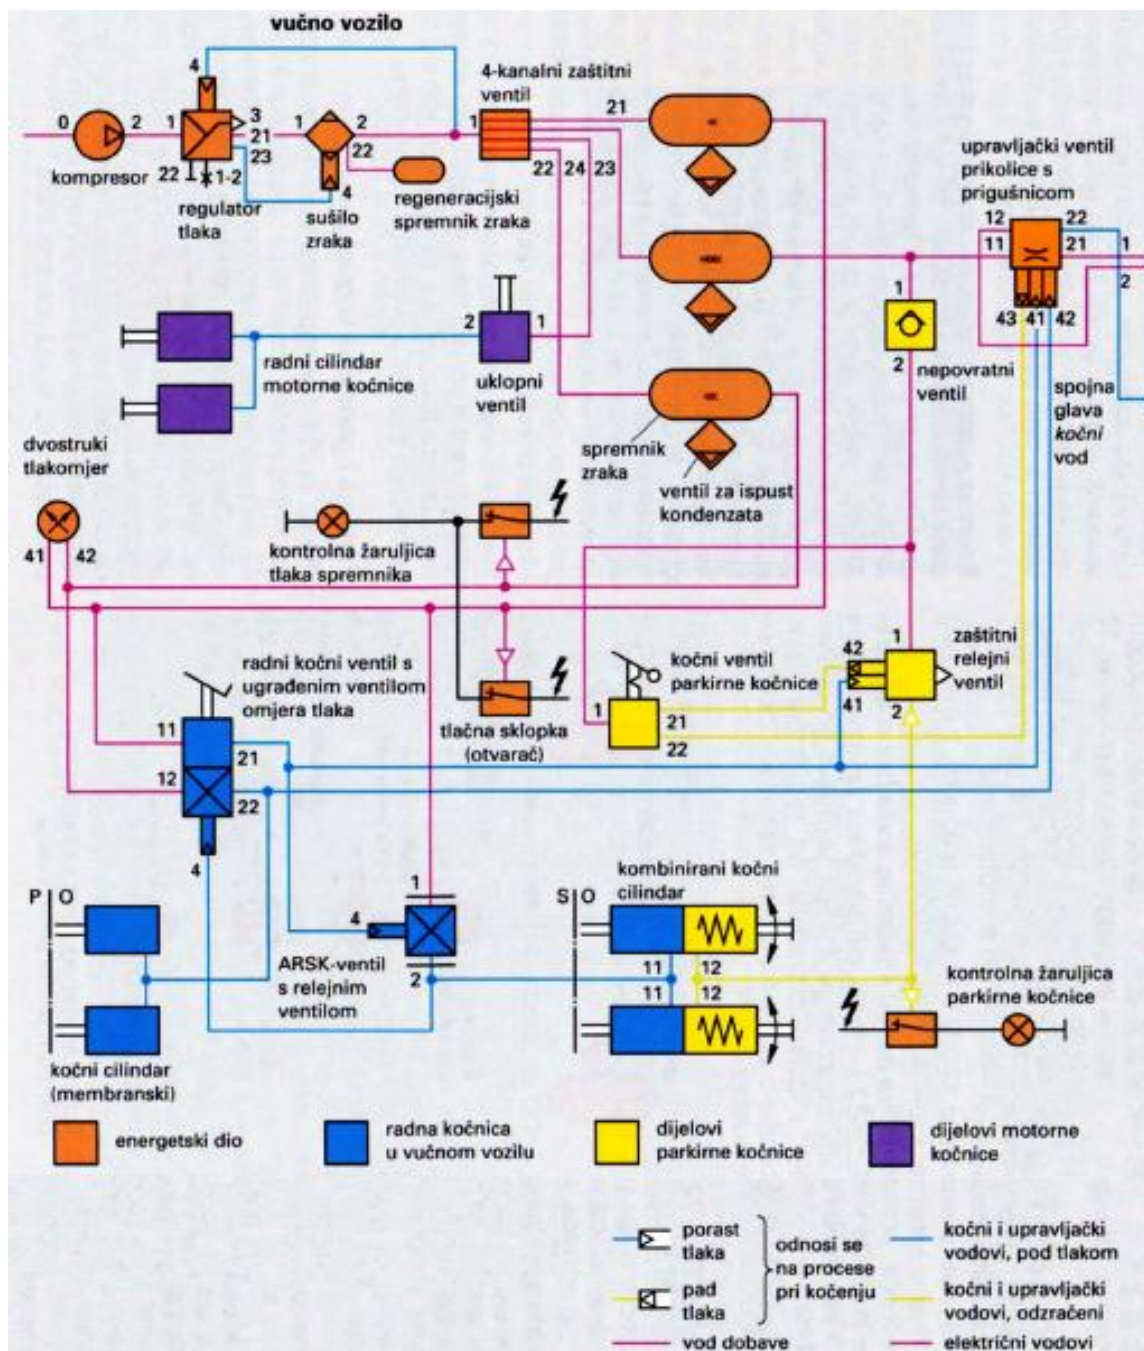 vučno vozilo
4
4-kanalni zaštitni
ventil
21
0
2
1
3
21
23
1
2
22
1
kompresor
22
1-2
4
22
24
23
regulator
tlaka
sušilo
zraka
regeneracijski
spremnik zraka
upravljački ventil
prikolice s
prigušnicom
12
22
11
21
1
2
43
41
42
1
2
nepovratni
ventil
spojna
glava
kočni
vod
2
1
radni cilindar
motorne kočnice
uklopni
ventil
spremnik
zraka
ventil za ispust
kondenzata
dvostruki
tlakomjer
41
42
kontrolna žaruljica
tlaka spremnika
radni kočni ventil s
ugrađenim ventilom
omjera tlaka
11
21
12
22
4
tlačna sklopka
(otvarač)
kočni ventil
parkirne kočnice
1
21
22
42
41
1
2
zaštitni
relejni
ventil
P
O
kočni cilindar
(membranski)
1
4
2
ARSK-ventil
s relejnim
ventilom
kombinirani kočni
cilindar
S
O
11
12
11
12
kontrolna žaruljica
parkirne kočnice
energetski dio
radna kočnica
u vučnom vozilu
dijelovi
parkirne kočnice
dijelovi motorne
kočnice
porast
tlaka
pad
tlaka
odnosi se
na procese
pri kočenju
kočni i upravljački
vodovi, pod tlakom
kočni i upravljački
vodovi, odzračeni
vod dobave
električni vodovi